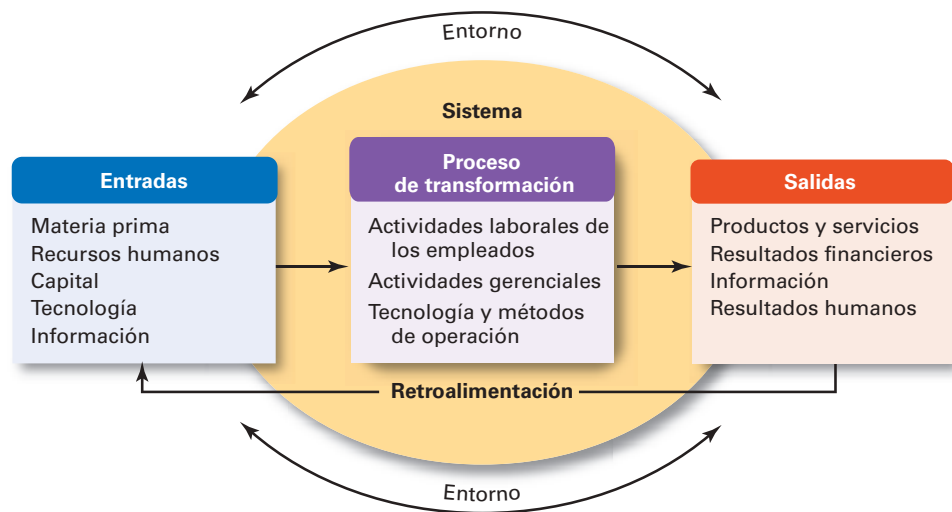 Entorno
Sistema
Entradas
Materia prima
Recursos humanos
Capital
Tecnología
Información
Proceso
de transformación
Actividades laborales de
los empleados
Actividades gerenciales
Tecnología y métodos
de operación
Salidas
Productos y servicios
Resultados financieros
Información
Resultados humanos
Retroalimentación
Entorno